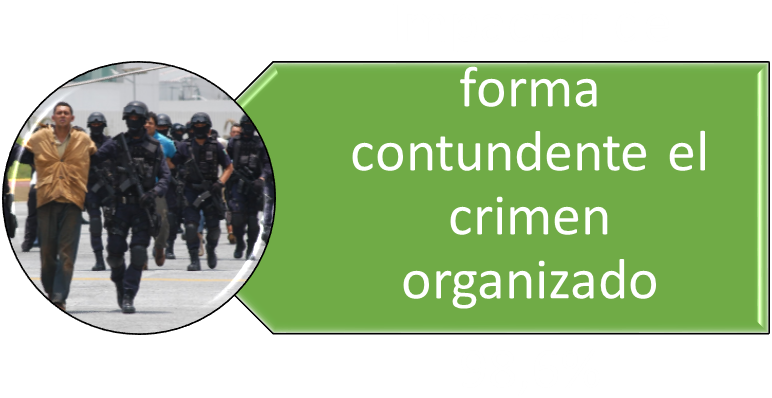 forma
contundente el
crimen
organizado